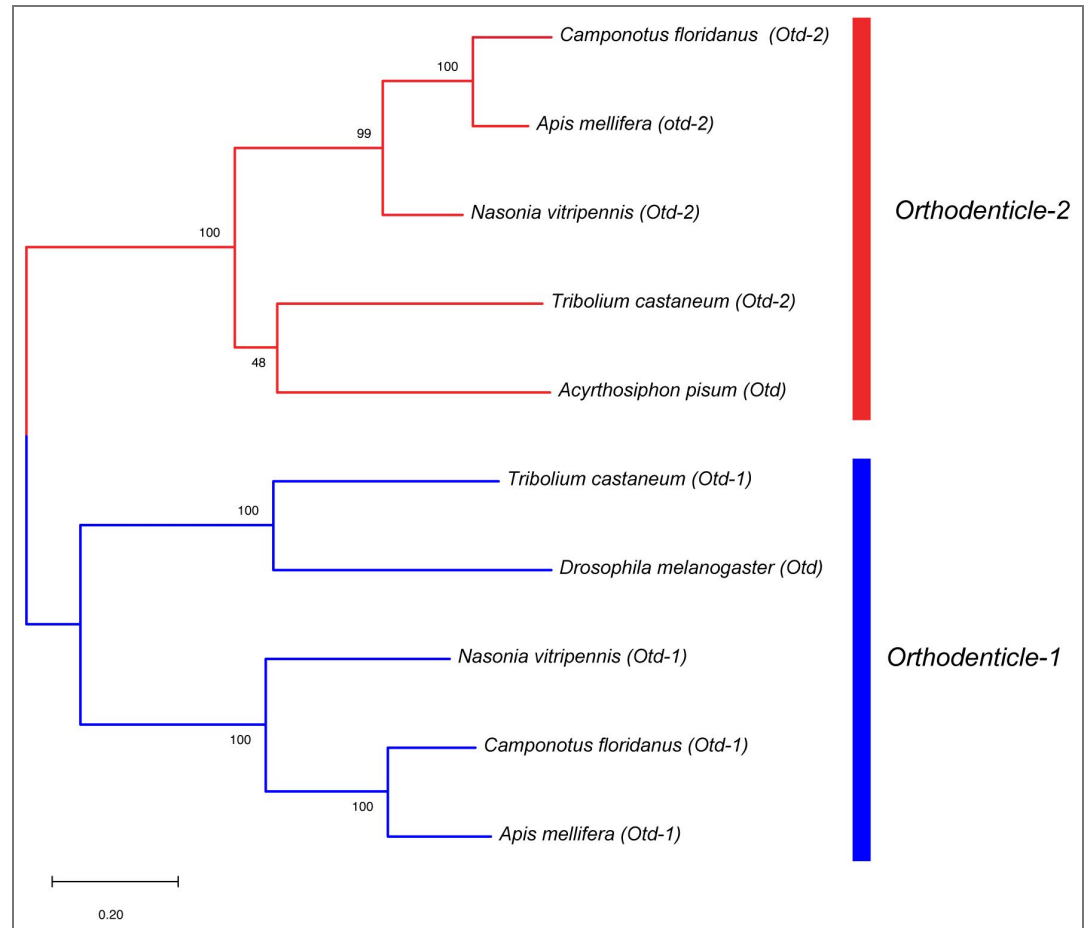 Camponotus floridanus (Otd-2)
100
Apis mellifera (otd-2)
99
Nasonia vitripennis (Otd-2)
Orthodenticle-2
100
Tribolium castaneum (Otd-2)
48
Acyrthosiphon pisum (Otd)
Tribolium castaneum (Otd-1)
100
Drosophila melanogaster (Otd)
Nasonia vitripennis (Otd-1)
Orthodenticle-1
100
Camponotus floridanus (Otd-1)
100
Apis mellifera (Otd-1)
0.20